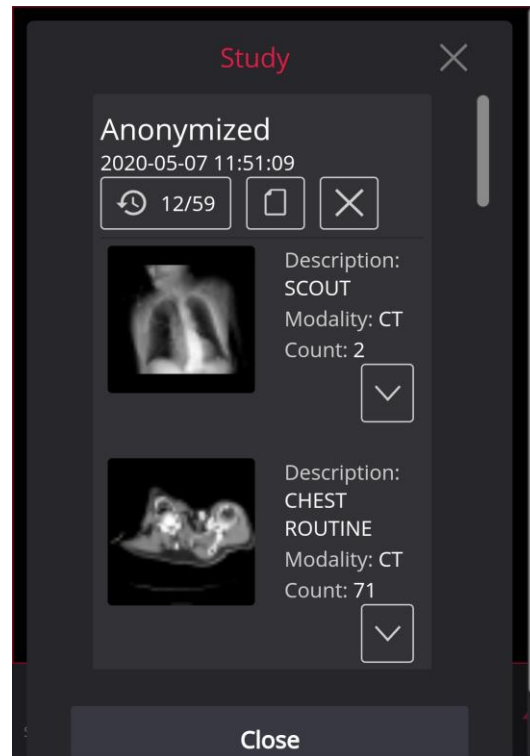 Study
Anonymized
2020-05-07 11:51:09
12/59
Description:
SCOUT
Modality: CT
Count: 2
Description:
CHEST
ROUTINE
Modality: CT
Count: 71
Close